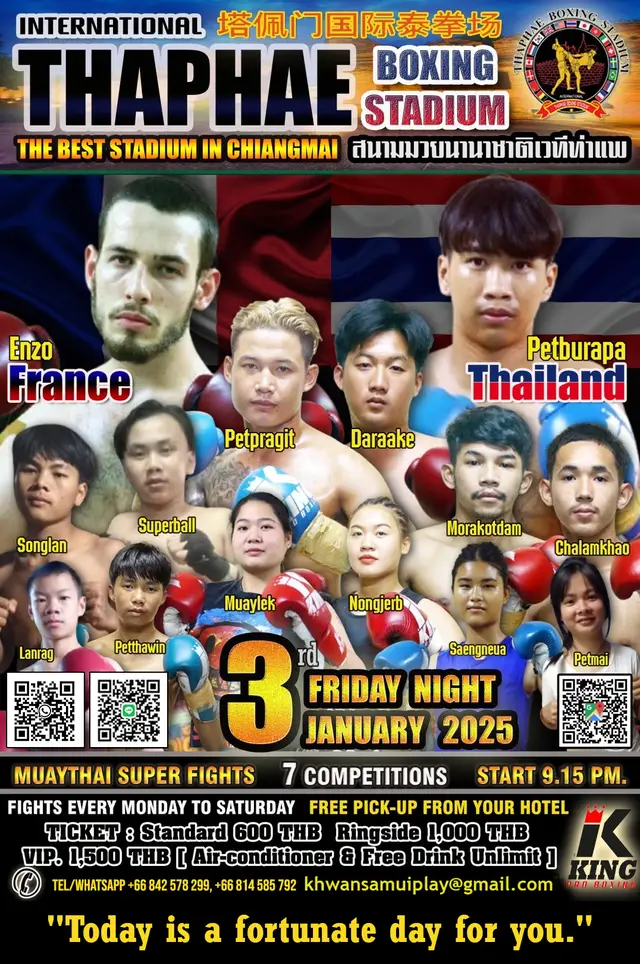 INTERNATIONAL 塔佩门国际泰拳场
THAPHAE BOXING STADIUM
THAPHAE BOXING STADIUM
INTERNATIONAL
THE BEST STADIUM IN CHIANGMAI สนามมวยนานาชาติเวทีท่าแพ
Enzo
France
Petburapa
Thailand
Petpragit
Daraake
Songlan
Superball
Morakotdam
Chalamkhao
Muaylek
Nongjerb
Lanrag
Petthawin
Saengneua
Petmai
3rd FRIDAY NIGHT
JANUARY 2025
MUAYTHAI SUPER FIGHTS 7 COMPETITIONS START 9.15 PM.
FIGHTS EVERY MONDAY TO SATURDAY FREE PICK-UP FROM YOUR HOTEL
TICKET : Standard 600 THB Ringside 1,000 THB
VIP. 1,500 THB [ Air-conditioner & Free Drink Unlimit ]
K
KING
PRO BOXING
TEL/WHATSAPP +66 842 578 299, +66 814 585 792 khwansamuiplay@gmail.com
"Today is a fortunate day for you."